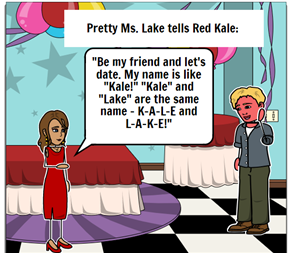 Pretty Ms. Lake tells Red Kale:
"Be my friend and let's
date. My name is like
"Kale!" "Kale" and
"Lake" are the same
name - K-A-L-E and
L-A-K-E!"